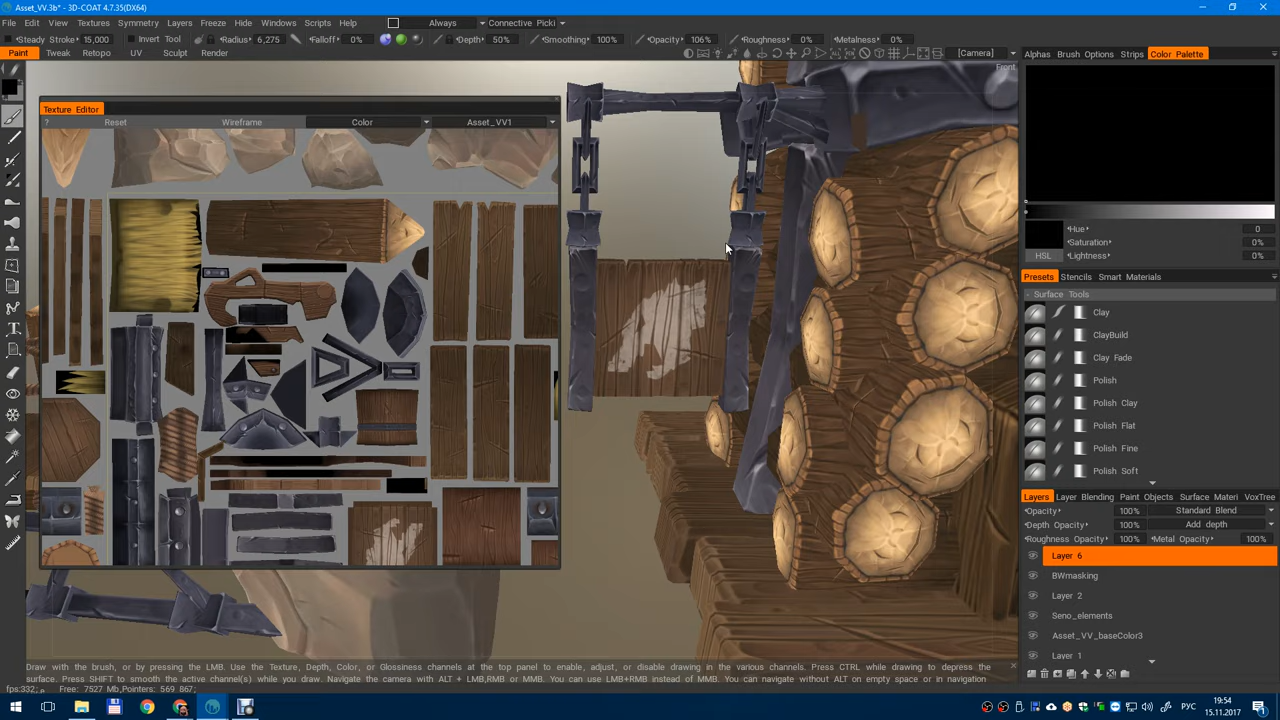 Asset_VV.3b* - 3D-COAT 4.7.35(DX64)
File Edit View Textures Symmetry Layers Freeze Hide Windows Scripts Help Always Connective Picki
Steady Stroke 15,000 Invert Tool Radius 6,275 Falloff 0% Depth 50% Smoothing 100% Opacity 106% Roughness 0% Metalness 0%
Paint Tweak Retopo UV Sculpt Render [Camera]
Front
Texture Editor
? Reset Wireframe Color Asset_VV1
Alphas Brush Options Strips Color Palette
Hue 0
Saturation 0%
HSL Lightness 0%
Presets Stencils Smart Materials
- Surface Tools
Clay
ClayBuild
Clay Fade
Polish
Polish Clay
Polish Flat
Polish Fine
Polish Soft
Layers Layer Blending Paint Objects Surface Materi VoxTree
Opacity 100% Standard Blend
Depth Opacity 100% Add depth
Roughness Opacity 100% Metal Opacity 100%
Layer 6
BWmasking
Layer 2
Seno_elements
Asset_VV_baseColor3
Layer 1
Draw with the brush, or by pressing the LMB. Use the Texture, Depth, Color, or Glossiness channels at the top panel to enable, adjust, or disable drawing in the various channels. Press CTRL while drawing to depress the
surface. Press SHIFT to smooth the active channel(s) while you draw. Navigate the camera with ALT + LMB,RMB or MMB. You can use LMB+RMB instead of MMB. You can navigate without ALT on empty space or in navigation
fps:332; Free: 7527 Mb,Pointers: 569 867;
РУС
19:54
15.11.2017